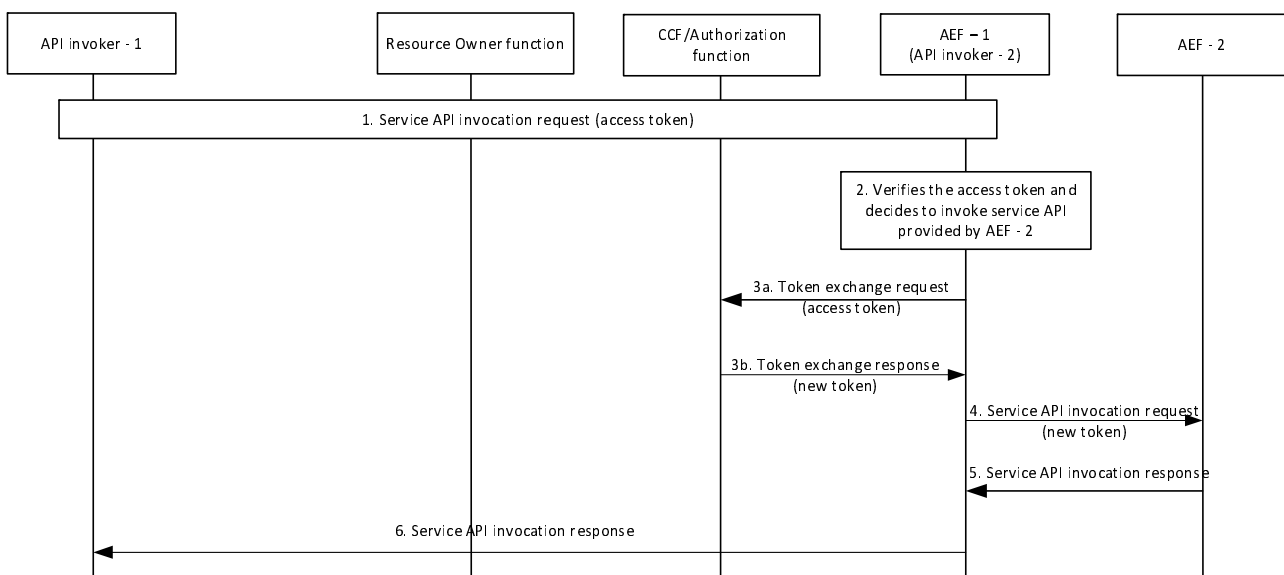 API invoker - 1
Resource Owner function
CCF/Authorization
function
AEF – 1
(API invoker - 2)
AEF - 2
1. Service API invocation request (access token)
2. Verifies the access token and
decides to invoke service API
provided by AEF - 2
3a. Token exchange request
(access token)
3b. Token exchange response
(new token)
4. Service API invocation request
(new token)
5. Service API invocation response
6. Service API invocation response